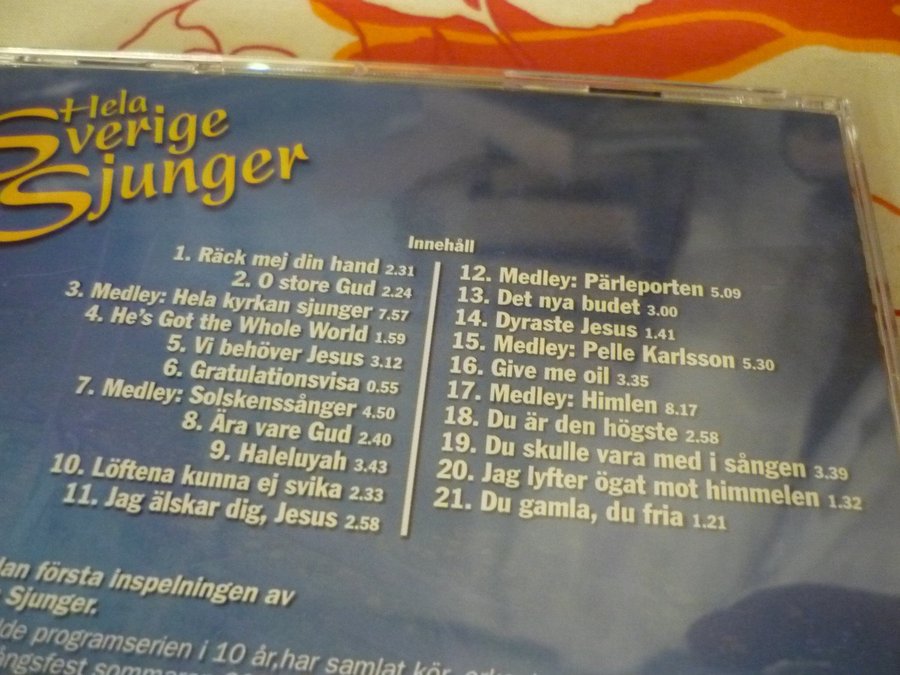 Hela
Sverige
Sjunger
Innehåll
1. Räck mej din hand 2.31
2. O store Gud 2.24
3. Medley: Hela kyrkan sjunger 7.57
4. He's Got the Whole World 1.59
5. Vi behöver Jesus 3.12
6. Gratulationsvisa 0.55
7. Medley: Solskenssånger 4.50
8. Ära vare Gud 2.40
9. Haleluyah 3.43
10. Löftena kunna ej svika 2.33
11. Jag älskar dig, Jesus 2.58
12. Medley: Pärleporten 5.09
13. Det nya budet 3.00
14. Dyraste Jesus 1.41
15. Medley: Pelle Karlsson 5.30
16. Give me oil 3.35
17. Medley: Himlen 8.17
18. Du är den högste 2.58
19. Du skulle vara med i sången 3.39
20. Jag lyfter ögat mot himmelen 1.32
21. Du gamla, du fria 1.21
första inspelningen av
Sjunger.
programserien i 10 år, har samlat kör,